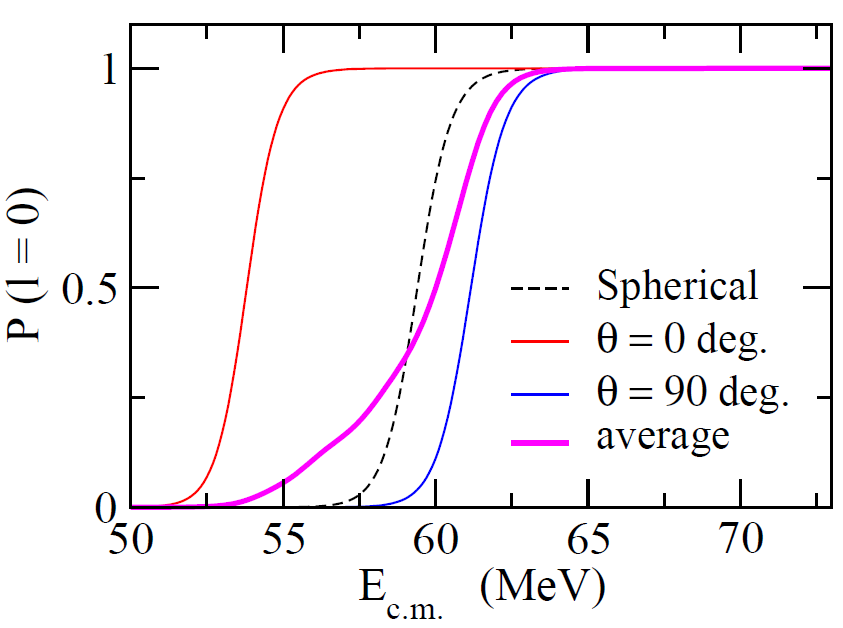 1
0.5
0
P (l = 0)
Spherical
θ = 0 deg.
θ = 90 deg.
average
50 55 60 65 70
E c.m. (MeV)